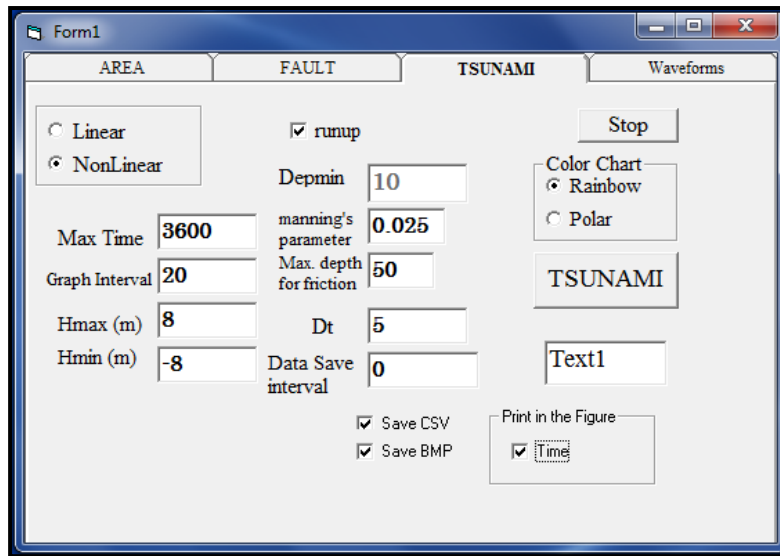 Form1
AREA
FAULT
TSUNAMI
Waveforms
Linear
NonLinear
runup
Stop
Depmin 10
Color Chart
Rainbow
Polar
Max Time 3600
manning's
parameter 0.025
Graph Interval 20
Max. depth
for friction 50
TSUNAMI
Hmax (m) 8
Dt 5
Hmin (m) -8
Data Save
interval 0
Text1
Save CSV
Save BMP
Print in the Figure
Time